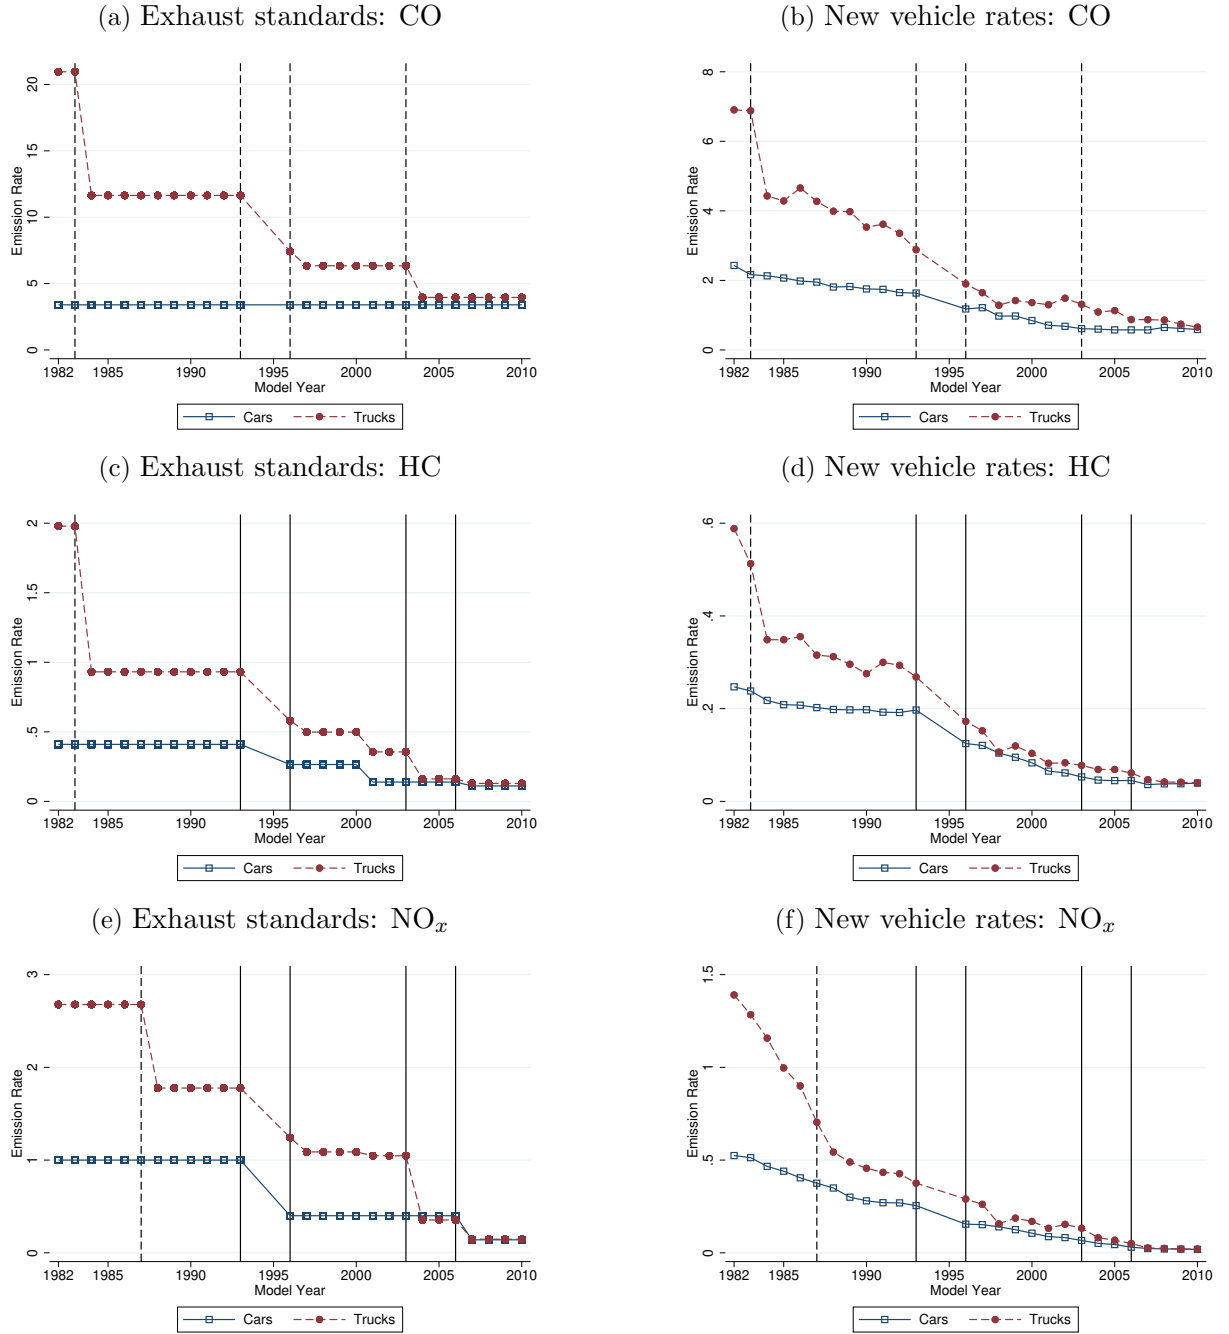 (a) Exhaust standards: CO
Emission Rate
0 5 10 15 20
1982 1985 1990 1995 2000 2005 2010
Model Year
Cars Trucks
(b) New vehicle rates: CO
Emission Rate
0 2 4 6 8
1982 1985 1990 1995 2000 2005 2010
Model Year
Cars Trucks
(c) Exhaust standards: HC
Emission Rate
0 .5 1 1.5 2
1982 1985 1990 1995 2000 2005 2010
Model Year
Cars Trucks
(d) New vehicle rates: HC
Emission Rate
0 .2 .4 .6
1982 1985 1990 1995 2000 2005 2010
Model Year
Cars Trucks
(e) Exhaust standards: NOₓ
Emission Rate
0 1 2 3
1982 1985 1990 1995 2000 2005 2010
Model Year
Cars Trucks
(f) New vehicle rates: NOₓ
Emission Rate
0 .5 1 1.5
1982 1985 1990 1995 2000 2005 2010
Model Year
Cars Trucks